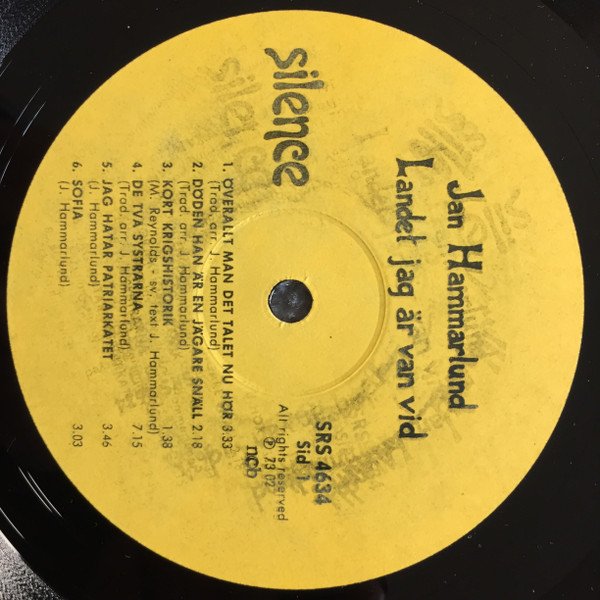 Jan Hammarlund
Landet jag är van vid
silence
SRS 4634
Sid 1
All rights reserved
Ⓟ 73 02
ncb
1. ÖVERALLT MAN DET TALET NU HÖR 3.33
(Trad. arr. J. Hammarlund)
2. DÖDEN HAN ÄR EN JÄGARE SNÄLL 2.18
(Trad. arr. J. Hammarlund)
3. KORT KRIGSHISTORIK 1.38
(M. Reynolds - sv. text J. Hammarlund)
4. DE TVÅ SYSTRARNA 7.15
(Trad. arr. J. Hammarlund)
5. JAG HATAR PATRIARKATET 3.46
(J. Hammarlund)
6. SOFIA 3.03
(J. Hammarlund)